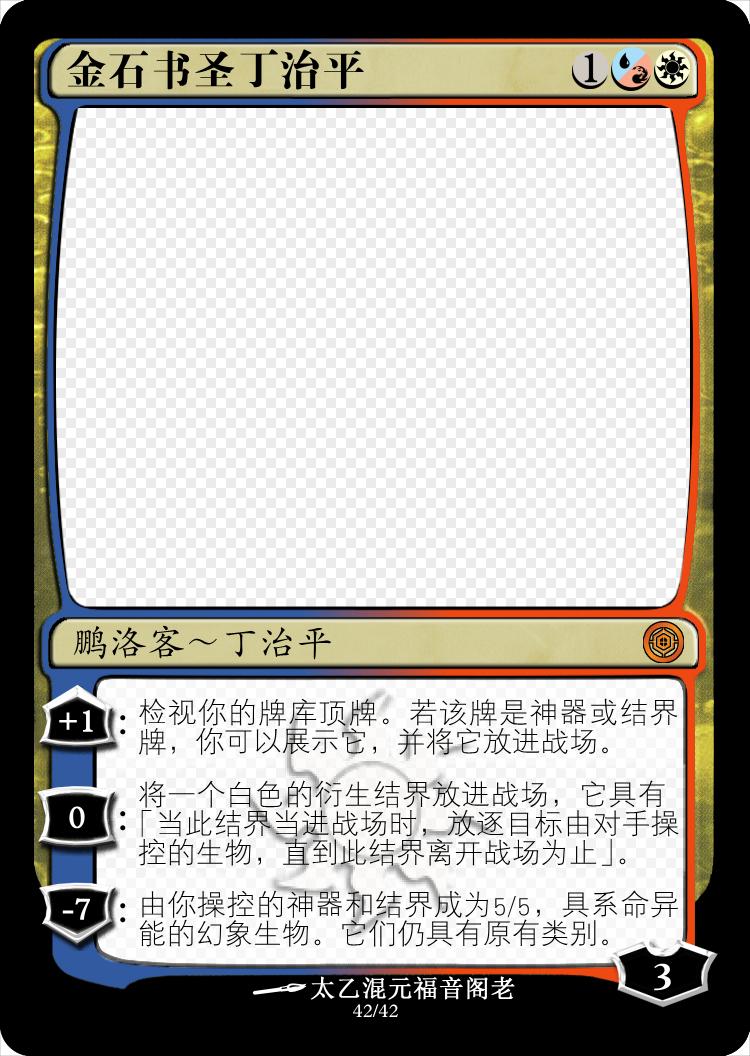 金石书圣丁治平 1
鹏洛客～丁治平
+1 : 检视你的牌库顶牌。若该牌是神器或结界
牌，你可以展示它，并将它放进战场。
0 : 将一个白色的衍生结界放进战场，它具有
「当此结界当进战场时，放逐目标由对手操
控的生物，直到此结界离开战场为止」。
-7 : 由你操控的神器和结界成为5/5，具系命异
能的幻象生物。它们仍具有原有类别。
3
太乙混元福音阁老
42/42